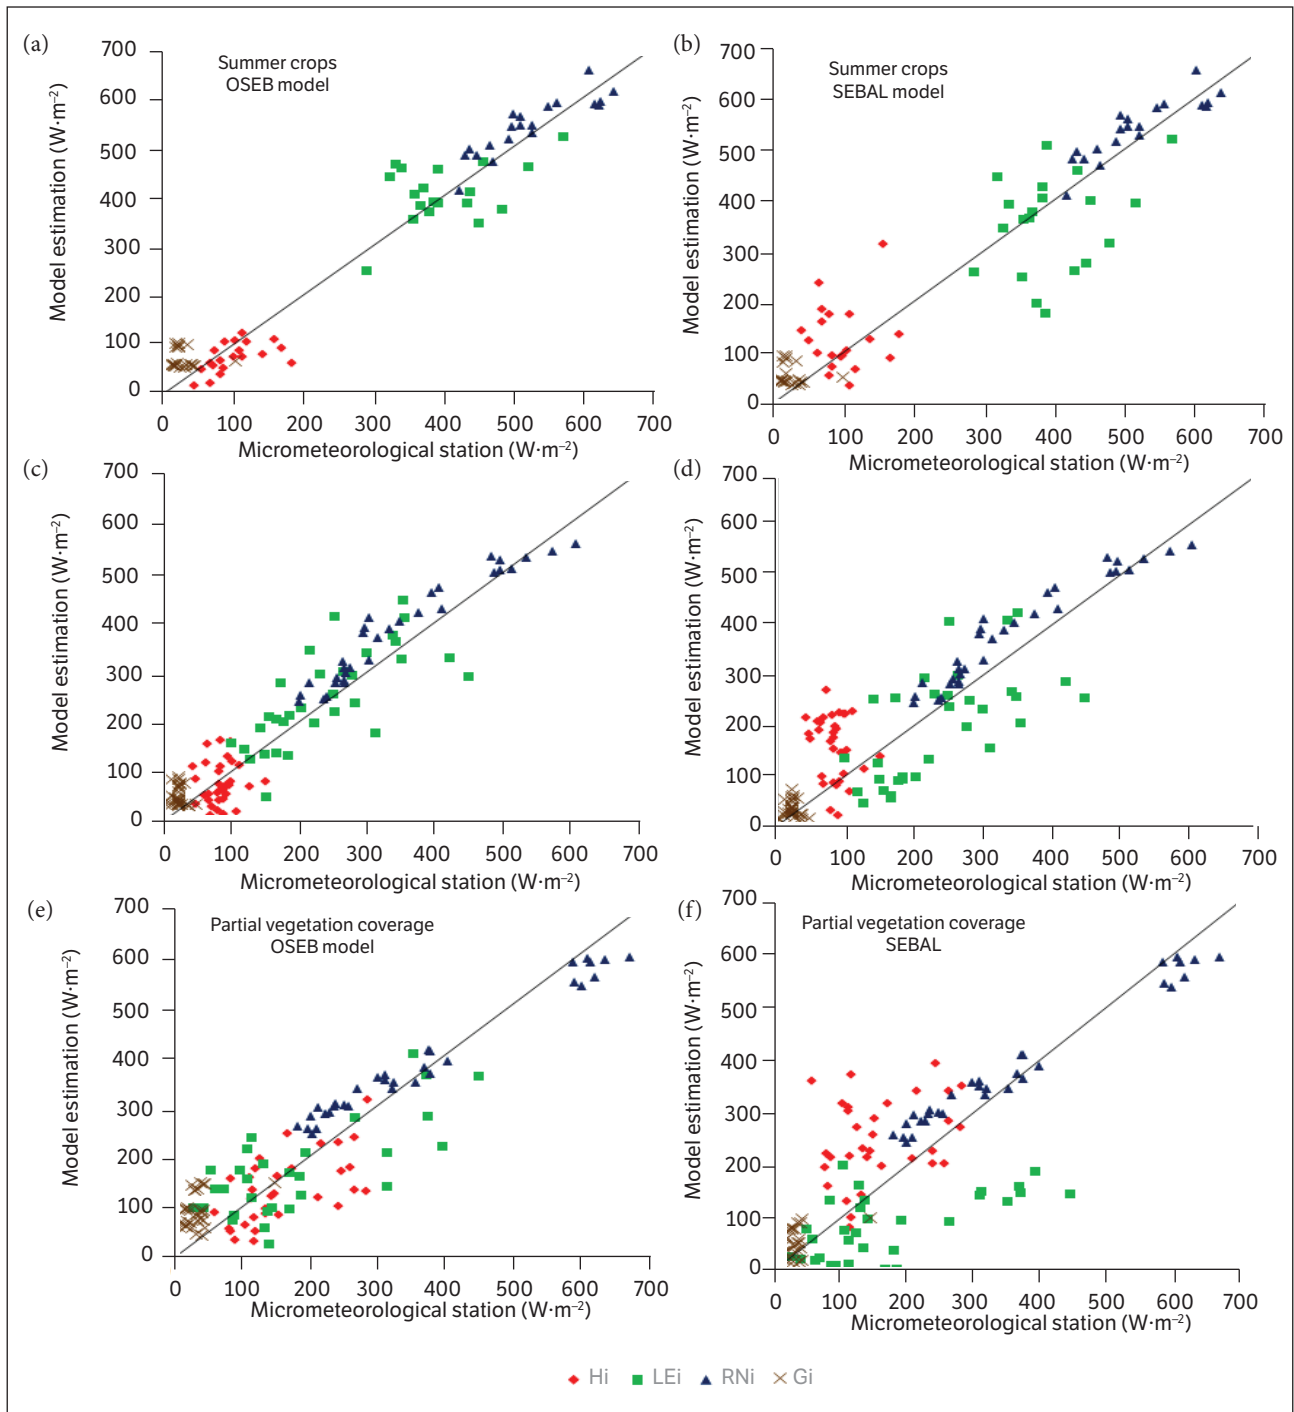 (a)
Summer crops
OSEB model
Model estimation (W·m⁻²)
700
600
500
400
300
200
100
0
0 100 200 300 400 500 600 700
Micrometeorological station (W·m⁻²)
(b)
Summer crops
SEBAL model
Model estimation (W·m⁻²)
700
600
500
400
300
200
100
0
0 100 200 300 400 500 600 700
Micrometeorological station (W·m⁻²)
(c)
Model estimation (W·m⁻²)
700
600
500
400
300
200
100
0
0 100 200 300 400 500 600 700
Micrometeorological station (W·m⁻²)
(d)
Model estimation (W·m⁻²)
700
600
500
400
300
200
100
0
0 100 200 300 400 500 600 700
Micrometeorological station (W·m⁻²)
(e)
Partial vegetation coverage
OSEB model
Model estimation (W·m⁻²)
700
600
500
400
300
200
100
0
0 100 200 300 400 500 600 700
Micrometeorological station (W·m⁻²)
(f)
Partial vegetation coverage
SEBAL
Model estimation (W·m⁻²)
700
600
500
400
300
200
100
0
0 100 200 300 400 500 600 700
Micrometeorological station (W·m⁻²)
Hi LEi RNi Gi